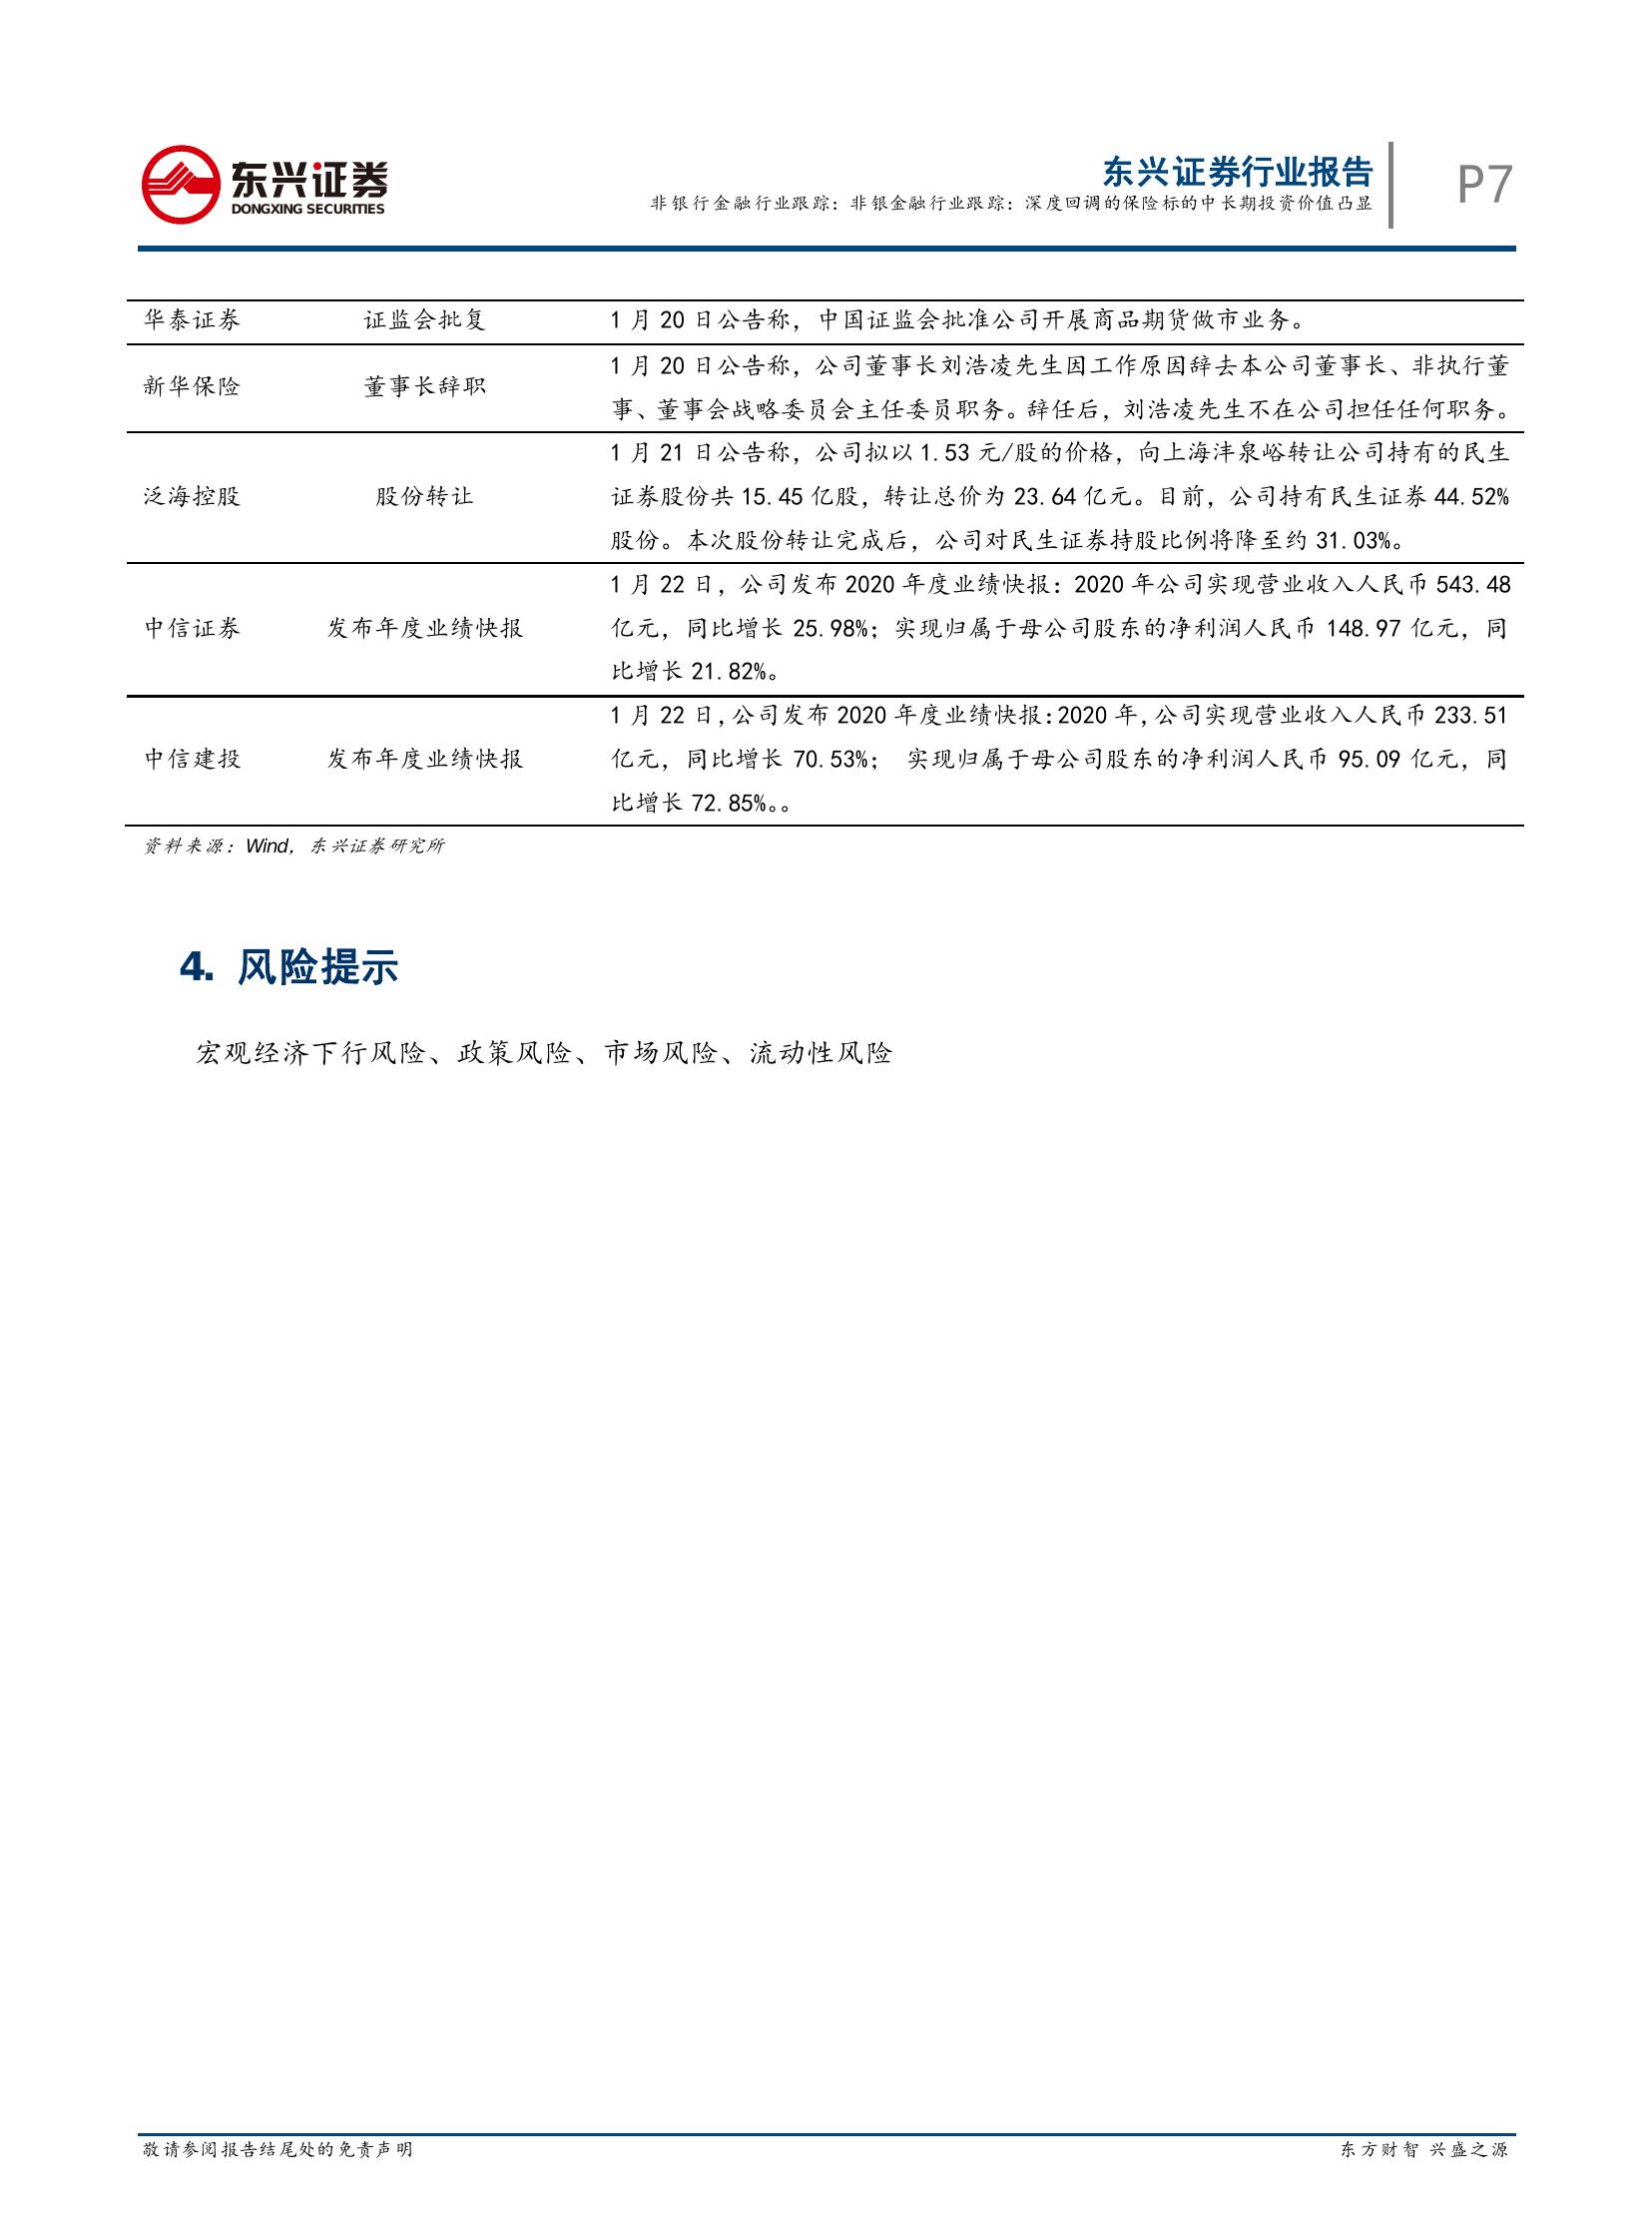 东兴证券
DONGXING SECURITIES
东兴证券行业报告
非银行金融行业跟踪：非银金融行业跟踪：深度回调的保险标的中长期投资价值凸显
P7
华泰证券 证监会批复 1 月 20 日公告称，中国证监会批准公司开展商品期货做市业务。
新华保险 董事长辞职
1 月 20 日公告称，公司董事长刘浩凌先生因工作原因辞去本公司董事长、非执行董
事、董事会战略委员会主任委员职务。辞任后，刘浩凌先生不在公司担任任何职务。
泛海控股 股份转让
1 月 21 日公告称，公司拟以 1.53 元/股的价格，向上海沣泉峪转让公司持有的民生
证券股份共 15.45 亿股，转让总价为 23.64 亿元。目前，公司持有民生证券 44.52%
股份。本次股份转让完成后，公司对民生证券持股比例将降至约 31.03%。
中信证券 发布年度业绩快报
1 月 22 日，公司发布 2020 年度业绩快报：2020 年公司实现营业收入人民币 543.48
亿元，同比增长 25.98%；实现归属于母公司股东的净利润人民币 148.97 亿元，同
比增长 21.82%。
中信建投 发布年度业绩快报
1 月 22 日，公司发布 2020 年度业绩快报：2020 年，公司实现营业收入人民币 233.51
亿元，同比增长 70.53%； 实现归属于母公司股东的净利润人民币 95.09 亿元，同
比增长 72.85%。。
资料来源：Wind，东兴证券研究所
4. 风险提示
宏观经济下行风险、政策风险、市场风险、流动性风险
敬请参阅报告结尾处的免责声明
东方财智 兴盛之源